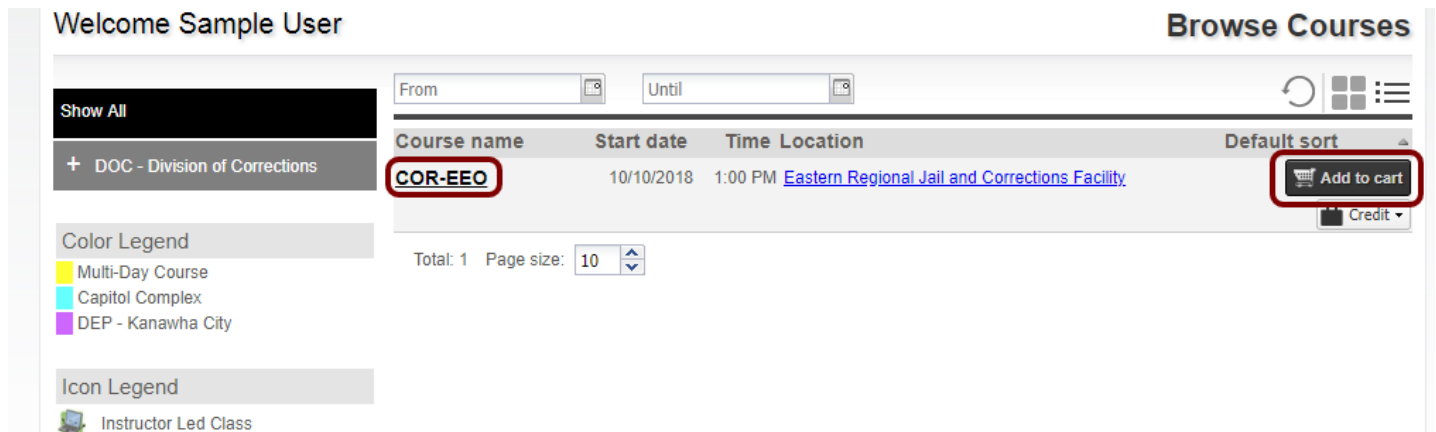 Welcome Sample User
Browse Courses
Show All
+ DOC - Division of Corrections
From
Until
Course name Start date Time Location Default sort
COR-EEO 10/10/2018 1:00 PM Eastern Regional Jail and Corrections Facility Add to cart
Credit
Total: 1 Page size: 10
Color Legend
Multi-Day Course
Capitol Complex
DEP - Kanawha City
Icon Legend
Instructor Led Class